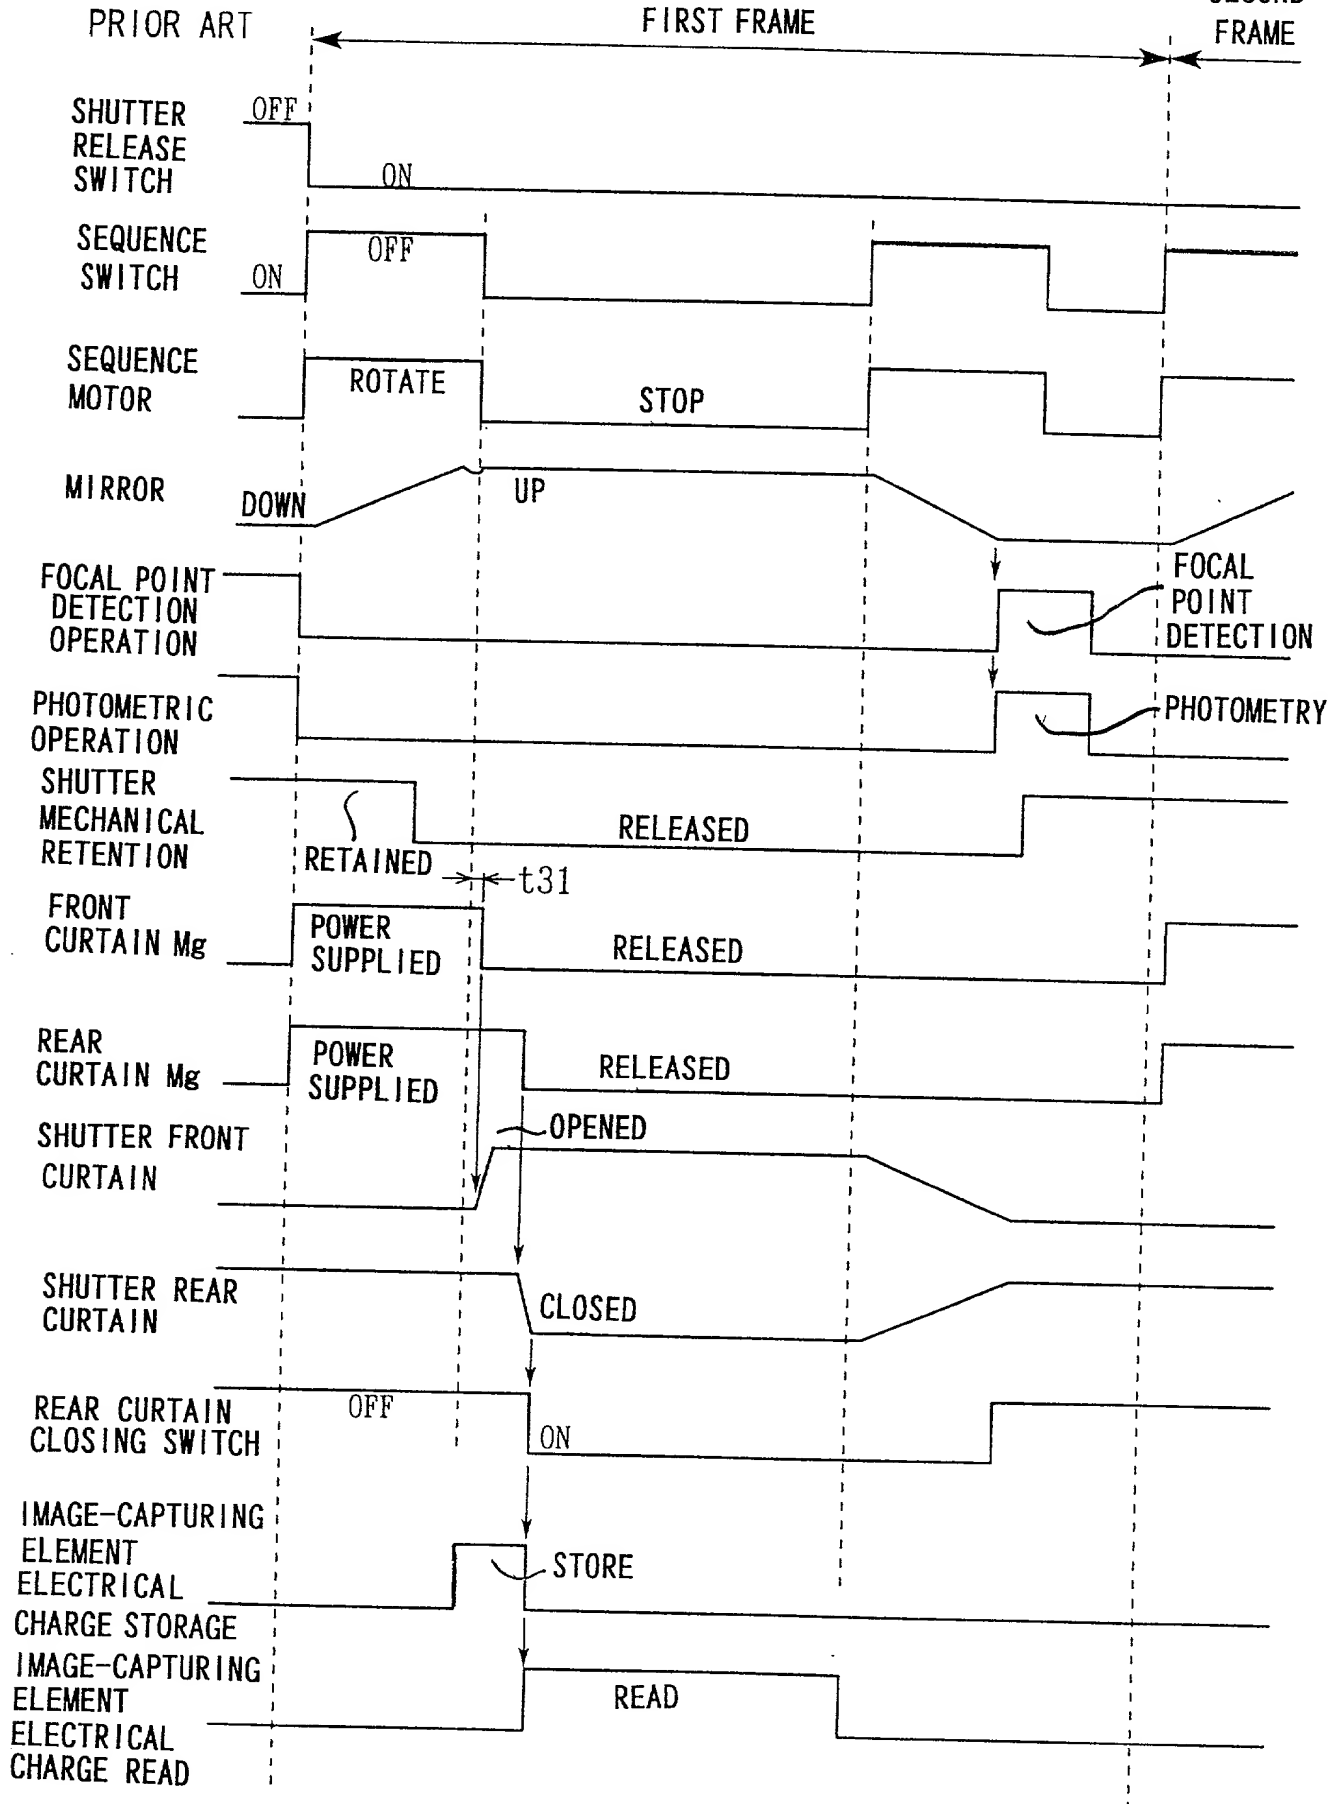 PRIOR ART
FIRST FRAME
SECOND
FRAME
SHUTTER
RELEASE
SWITCH
OFF
ON
SEQUENCE
SWITCH
ON
OFF
SEQUENCE
MOTOR
ROTATE
STOP
MIRROR
DOWN
UP
FOCAL POINT
DETECTION
OPERATION
FOCAL
POINT
DETECTION
PHOTOMETRIC
OPERATION
PHOTOMETRY
SHUTTER
MECHANICAL
RETENTION
RETAINED
RELEASED
t31
FRONT
CURTAIN Mg
POWER
SUPPLIED
RELEASED
REAR
CURTAIN Mg
POWER
SUPPLIED
RELEASED
SHUTTER FRONT
CURTAIN
OPENED
SHUTTER REAR
CURTAIN
CLOSED
REAR CURTAIN
CLOSING SWITCH
OFF
ON
IMAGE-CAPTURING
ELEMENT
ELECTRICAL
CHARGE STORAGE
STORE
IMAGE-CAPTURING
ELEMENT
ELECTRICAL
CHARGE READ
READ